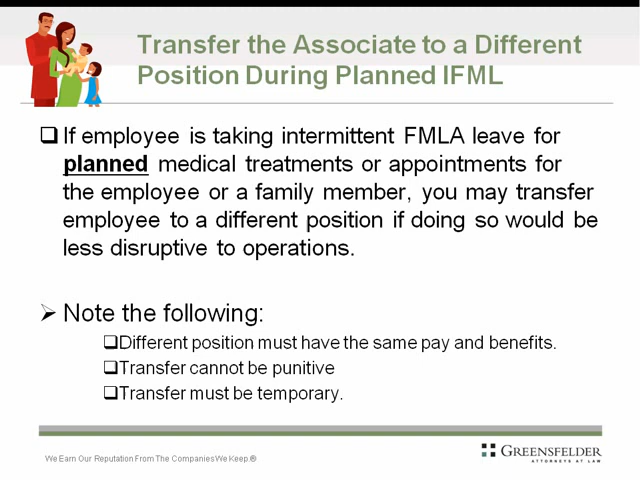 Transfer the Associate to a Different
Position During Planned IFML
If employee is taking intermittent FMLA leave for
planned medical treatments or appointments for
the employee or a family member, you may transfer
employee to a different position if doing so would be
less disruptive to operations.
Note the following:
Different position must have the same pay and benefits.
Transfer cannot be punitive
Transfer must be temporary.
We Earn Our Reputation From The Companies We Keep.®
GREENSFELDER
ATTORNEYS AT LAW